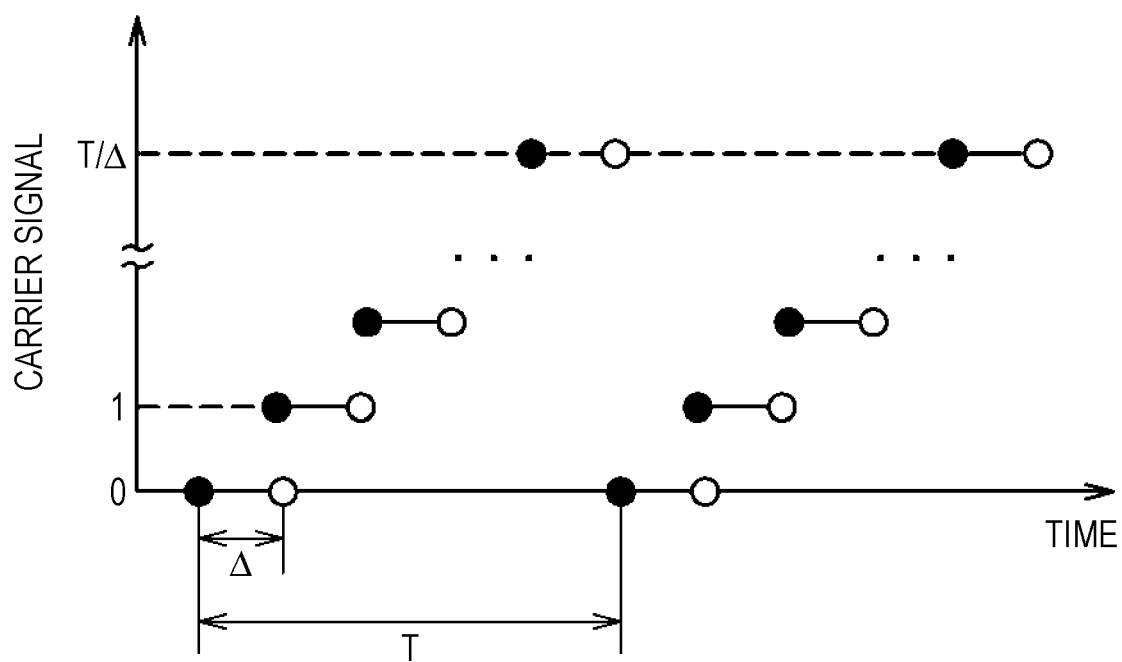 CARRIER SIGNAL
T/Δ
. . .
. . .
1
0
TIME
Δ
T